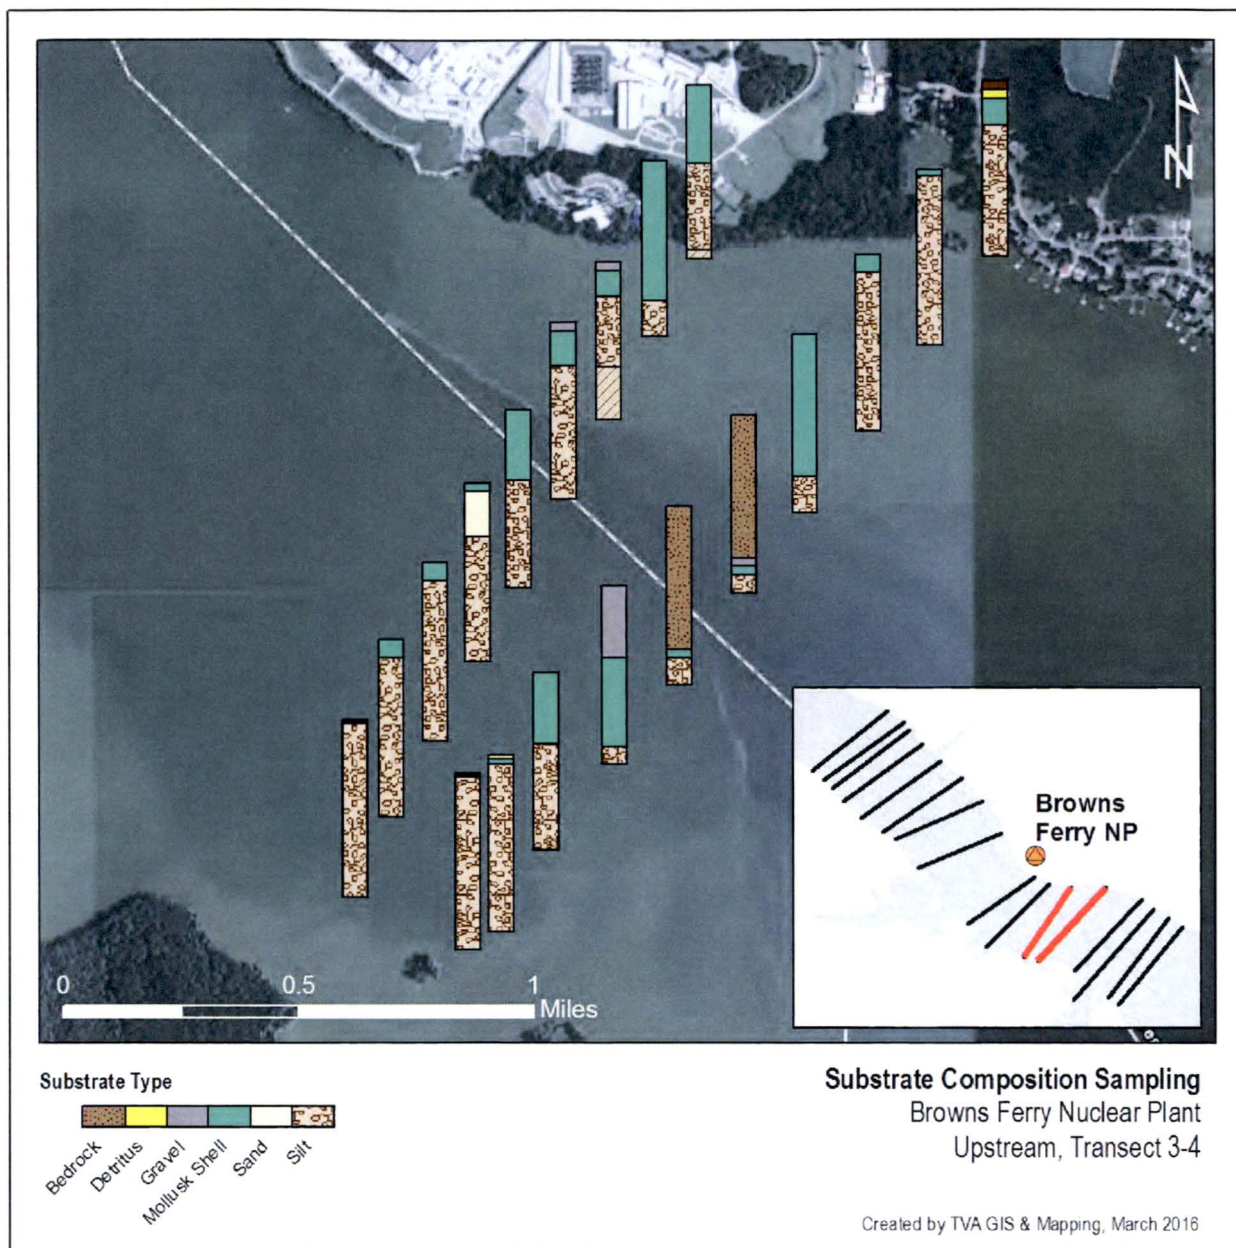 N
Browns
Ferry NP
0 0.5 1
Miles
Substrate Type
Bedrock
Detritus
Gravel
Mollusk Shell
Sand
Silt
Substrate Composition Sampling
Browns Ferry Nuclear Plant
Upstream, Transect 3-4
Created by TVA GIS & Mapping, March 2016